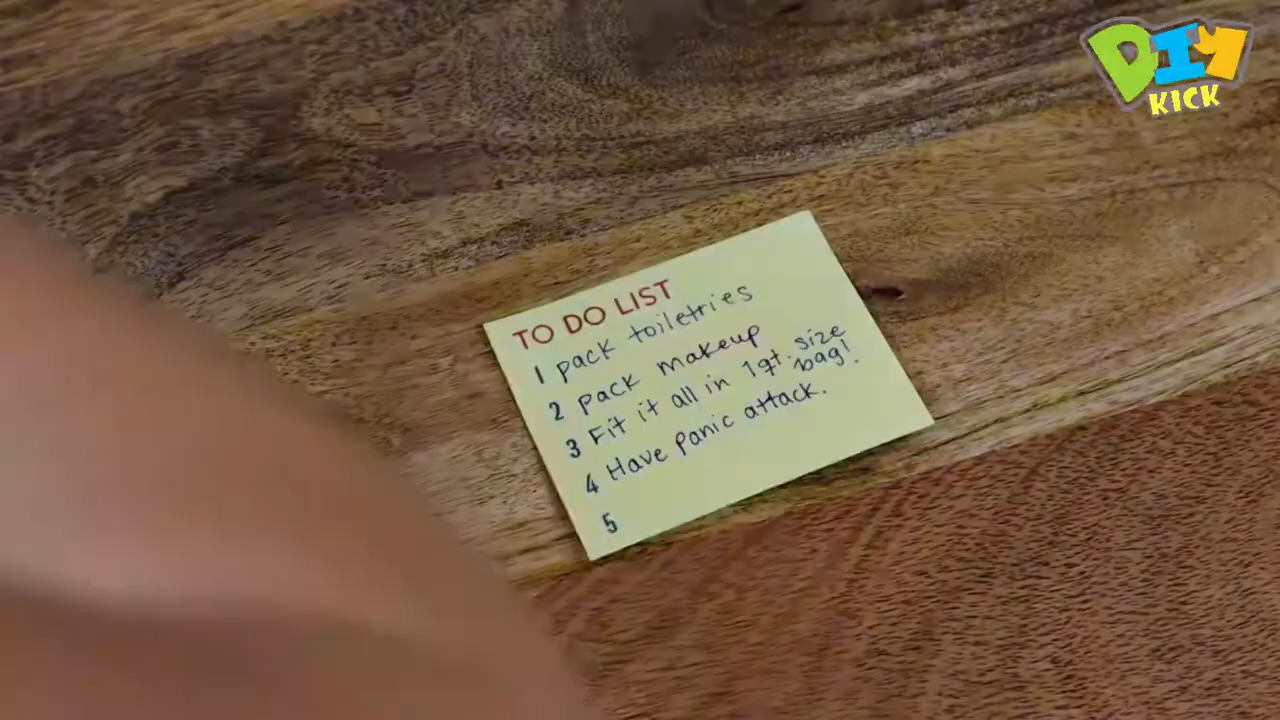 DIY
KICK
TO DO LIST
1 pack toiletries
2 pack makeup
3 Fit it all in 1qt. size
bag!
4 Have panic attack.
5